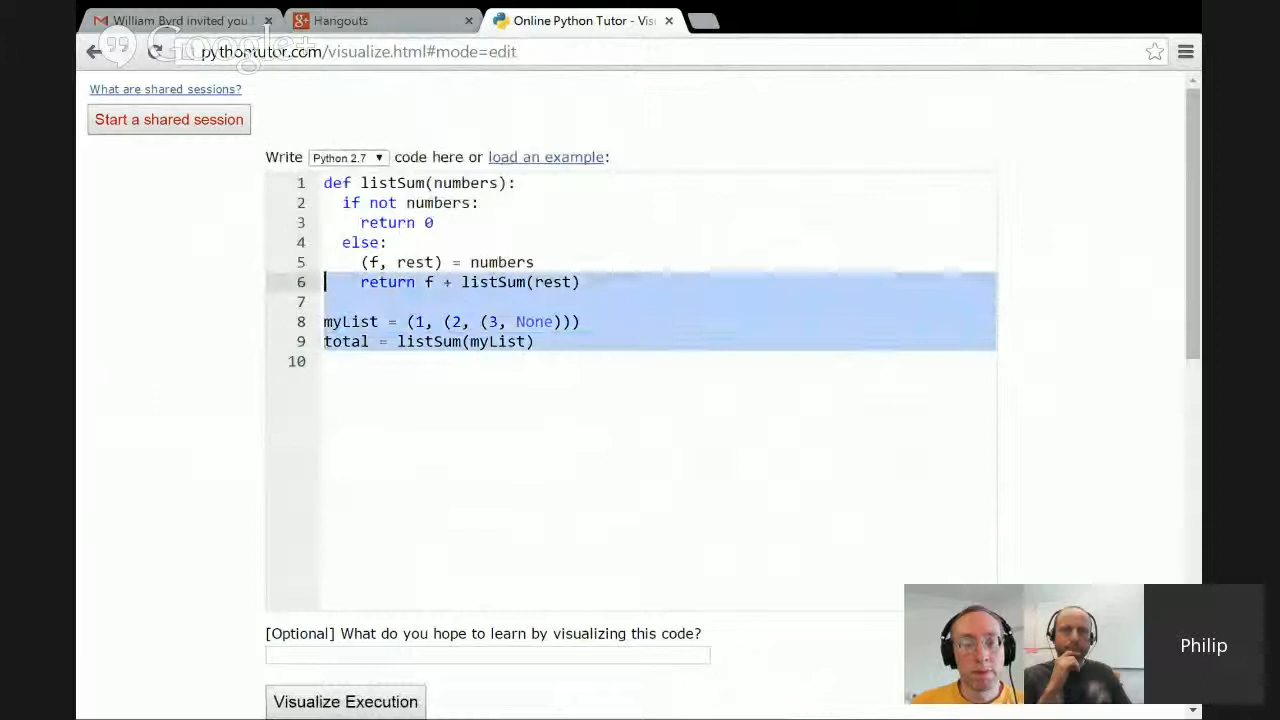 William Byrd invited you
Hangouts
Online Python Tutor - Vis
Google+
pythontutor.com/visualize.html#mode=edit
What are shared sessions?
Start a shared session
Write Python 2.7 code here or load an example:
1 def listSum(numbers):
2 if not numbers:
3 return 0
4 else:
5 (f, rest) = numbers
6 return f + listSum(rest)
7
8 myList = (1, (2, (3, None)))
9 total = listSum(myList)
10
[Optional] What do you hope to learn by visualizing this code?
Visualize Execution
Philip